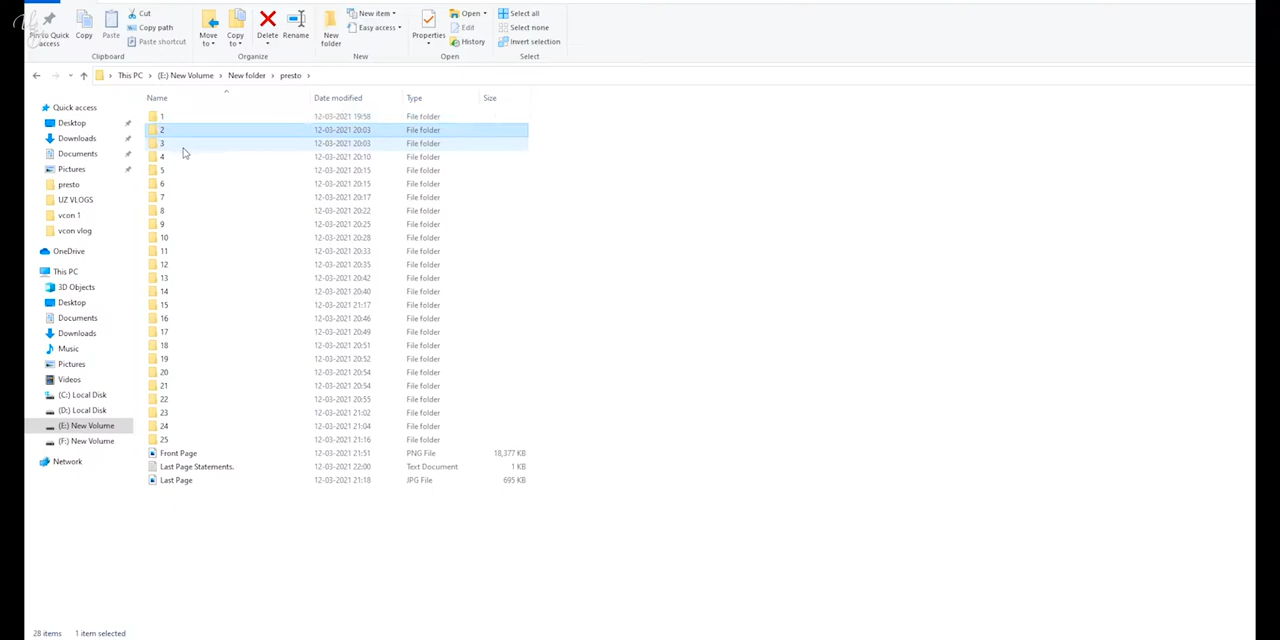 Cut
Copy path
Paste shortcut
Pin to Quick access
Copy
Paste
Clipboard
Move to
Copy to
Delete
Rename
Organize
New folder
New item
Easy access
New
Properties
Open
Edit
History
Open
Select all
Select none
Invert selection
Select
This PC > (E:) New Volume > New folder > presto >
Name Date modified Type Size
Quick access
Desktop
Downloads
Documents
Pictures
presto
UZ VLOGS
vcon 1
vcon vlog
OneDrive
This PC
3D Objects
Desktop
Documents
Downloads
Music
Pictures
Videos
(C:) Local Disk
(D:) Local Disk
(E:) New Volume
(F:) New Volume
Network
1 12-03-2021 19:58 File folder
2 12-03-2021 20:03 File folder
3 12-03-2021 20:03 File folder
4 12-03-2021 20:10 File folder
5 12-03-2021 20:15 File folder
6 12-03-2021 20:15 File folder
7 12-03-2021 20:17 File folder
8 12-03-2021 20:22 File folder
9 12-03-2021 20:25 File folder
10 12-03-2021 20:28 File folder
11 12-03-2021 20:33 File folder
12 12-03-2021 20:35 File folder
13 12-03-2021 20:42 File folder
14 12-03-2021 20:40 File folder
15 12-03-2021 21:17 File folder
16 12-03-2021 20:46 File folder
17 12-03-2021 20:49 File folder
18 12-03-2021 20:51 File folder
19 12-03-2021 20:52 File folder
20 12-03-2021 20:54 File folder
21 12-03-2021 20:54 File folder
22 12-03-2021 20:55 File folder
23 12-03-2021 21:02 File folder
24 12-03-2021 21:04 File folder
25 12-03-2021 21:16 File folder
Front Page 12-03-2021 21:51 PNG File 18,377 KB
Last Page Statements. 12-03-2021 22:00 Text Document 1 KB
Last Page 12-03-2021 21:18 JPG File 695 KB
28 items 1 item selected